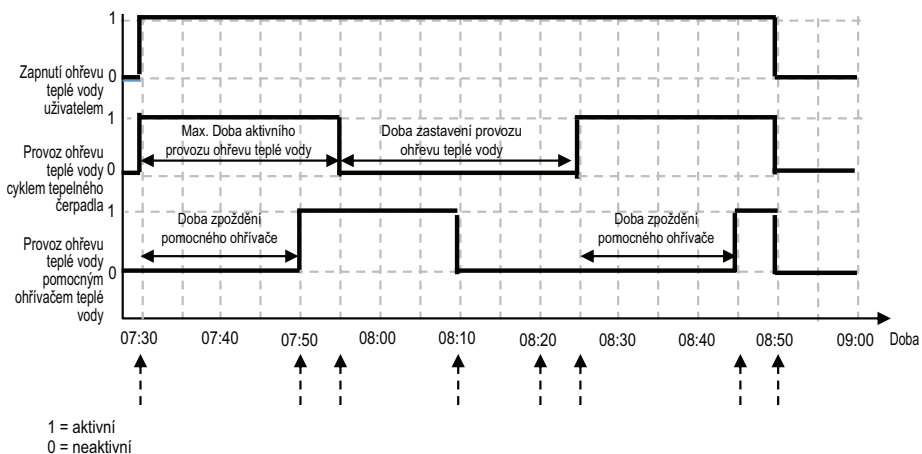 1
Zapnutí ohřevu 0
teplé vody
uživatelem
1
Max. Doba aktivního
provozu ohřevu teplé vody
Doba zastavení provozu
ohřevu teplé vody
Provoz ohřevu
teplé vody 0
cyklem tepelného
čerpadla
1
Doba zpoždění
pomocného ohřívače
Doba zpoždění
pomocného ohřívače
Provoz ohřevu
teplé vody 0
pomocným
ohřívačem teplé
vody
07:30 07:40 07:50 08:00 08:10 08:20 08:30 08:40 08:50 09:00 Doba
1 = aktivní
0 = neaktivní